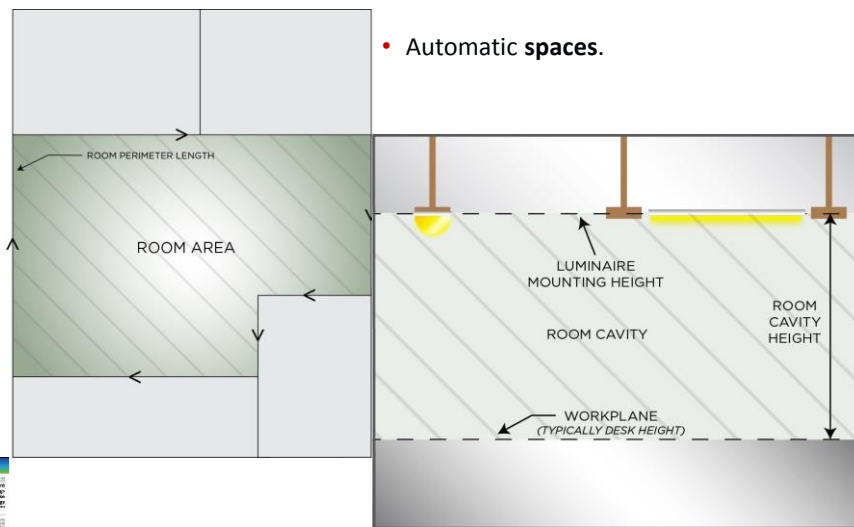 • Automatic spaces.
ROOM PERIMETER LENGTH
ROOM AREA
LUMINAIRE
MOUNTING HEIGHT
ROOM
CAVITY
HEIGHT
ROOM CAVITY
WORKPLANE
(TYPICALLY DESK HEIGHT)